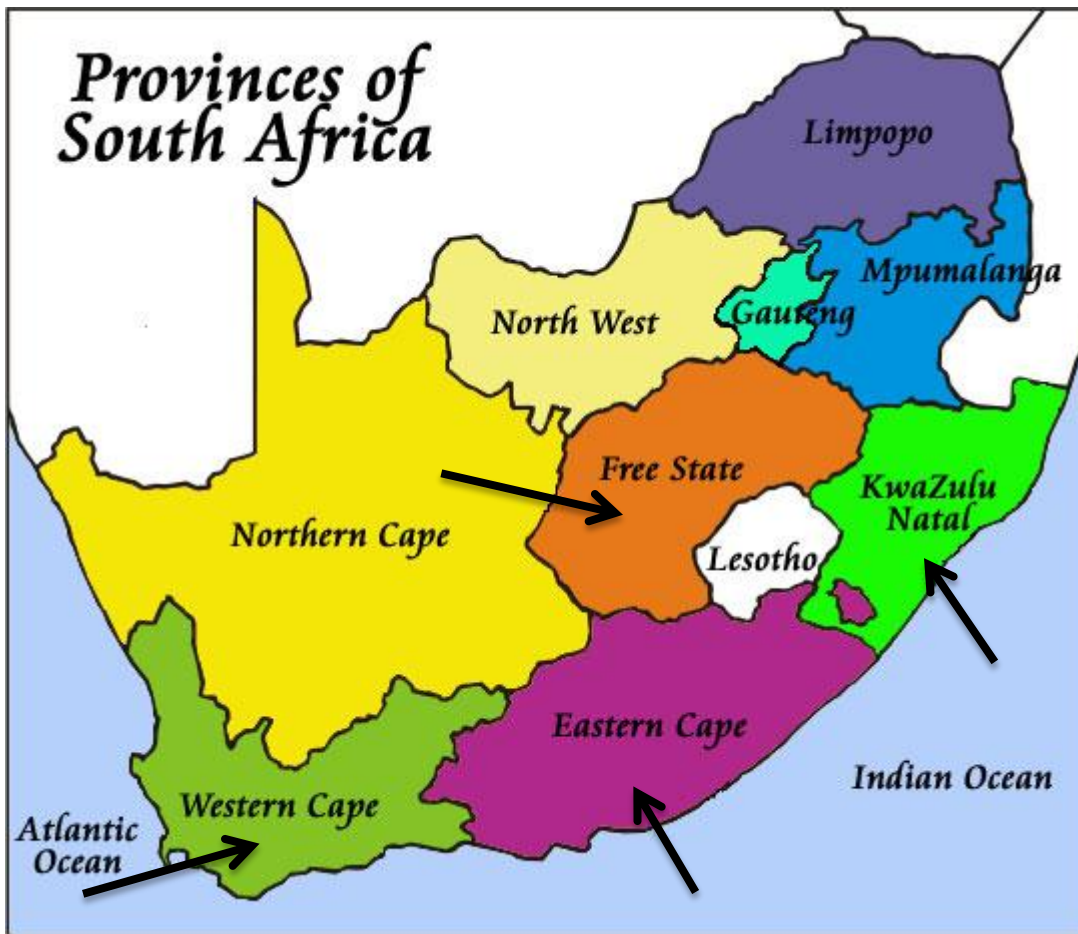 Provinces of
South Africa
Limpopo
Mpumalanga
North West
Gauteng
Free State
KwaZulu
Natal
Northern Cape
Lesotho
Eastern Cape
Indian Ocean
Western Cape
Atlantic
Ocean